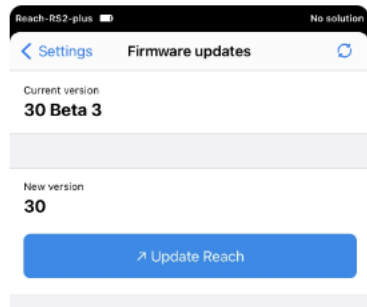 Reach-RS2-plus No solution
Settings Firmware updates
Current version
30 Beta 3
New version
30
Update Reach